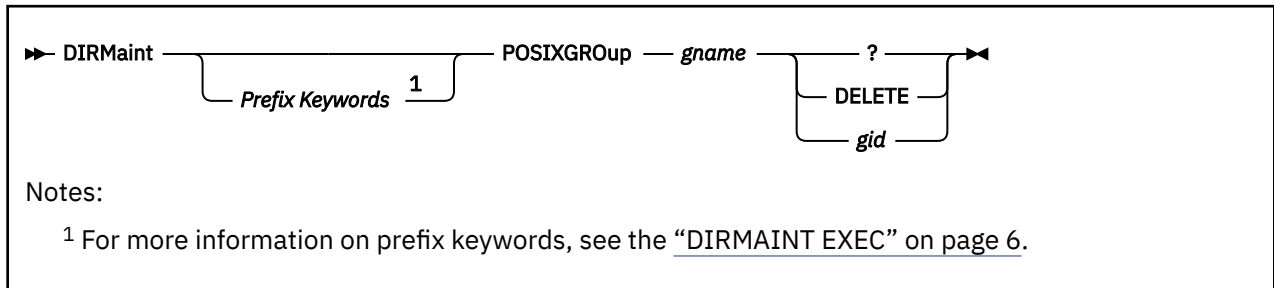 DIRMaint Prefix Keywords 1 POSIXGROup gname ?
DELETE
gid
Notes:
1 For more information on prefix keywords, see the “DIRMAINT EXEC” on page 6.